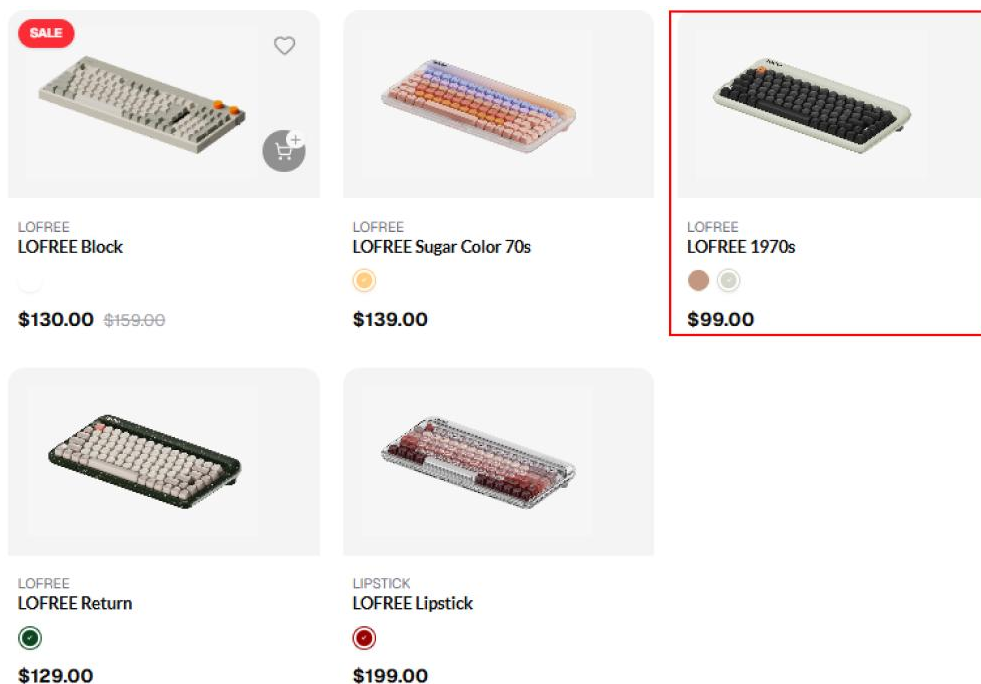 SALE
LOFREE
LOFREE Block
$130.00 $159.00
LOFREE
LOFREE Sugar Color 70s
$139.00
LOFREE
LOFREE 1970s
$99.00
LOFREE
LOFREE Return
$129.00
LIPSTICK
LOFREE Lipstick
$199.00